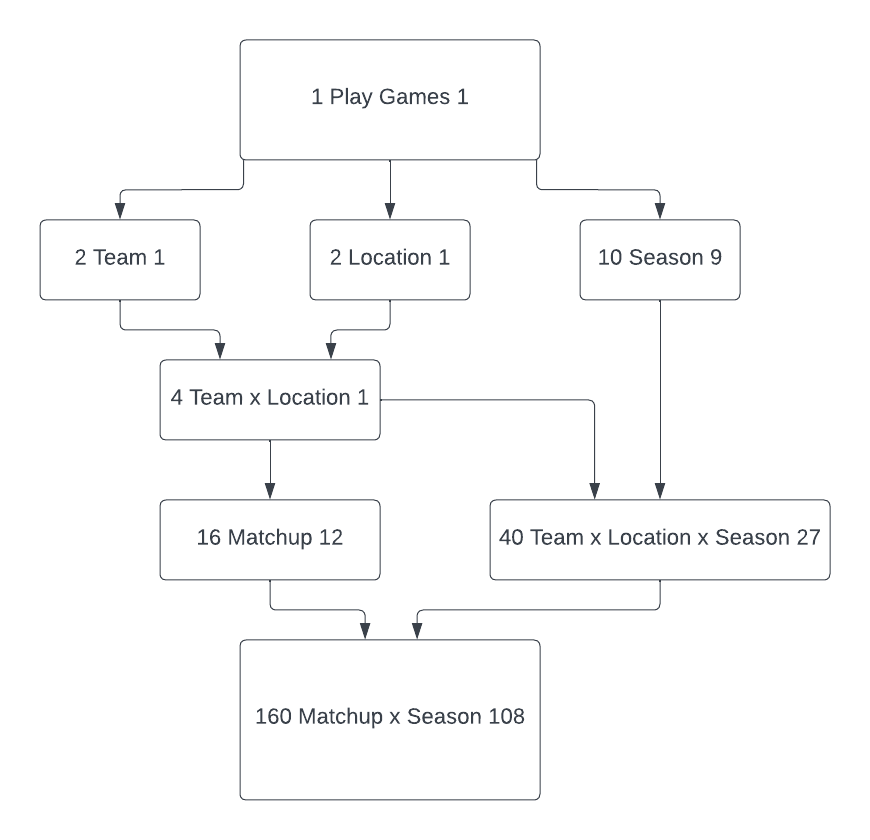 1 Play Games 1
2 Team 1
2 Location 1
10 Season 9
4 Team x Location 1
16 Matchup 12
40 Team x Location x Season 27
160 Matchup x Season 108